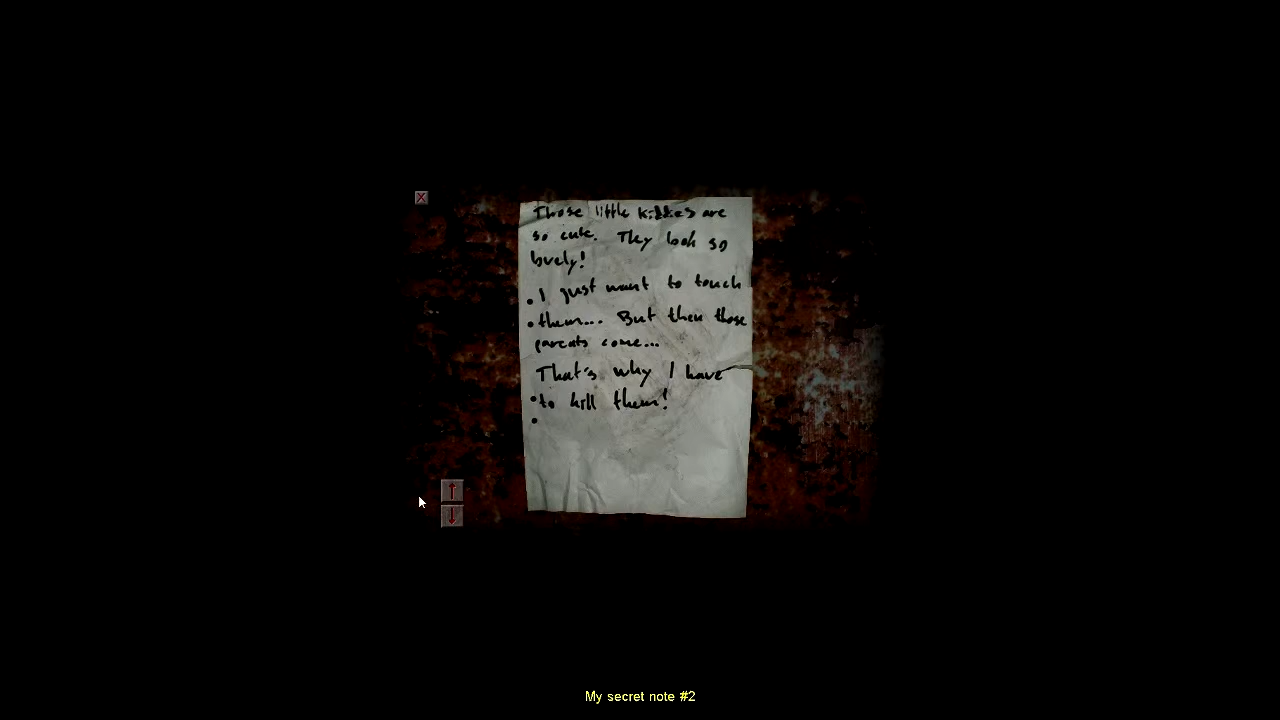 Those little kitties are
so cute. They look so
lovely!
I just want to touch
them... But then those
parents come...
That's why I have
to kill them!
My secret note #2